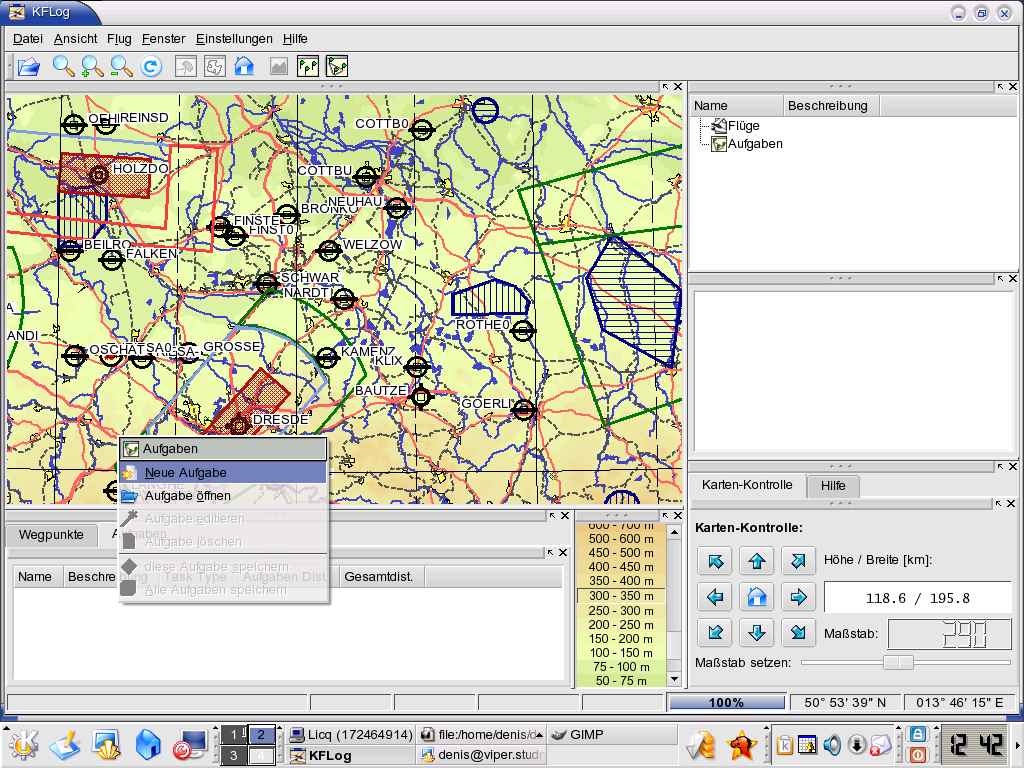 KFLog
Datei Ansicht Flug Fenster Einstellungen Hilfe
COTTB0
HOLZDO
COTTBU
NEUHAU
BRONKO
FINSTE
FINST0
BEILRO
FALKEN
WELZOW
SCHWAR
NARDT
ROTHE0
ANDI
OSCHATSA0
GROSSE
KAMENZ
KLIX
BAUTZE
GOERLI
DRESDE
Name Beschreibung
Flüge
Aufgaben
Aufgaben
Neue Aufgabe
Aufgabe öffnen
Aufgabe editieren
Aufgabe löschen
diese Aufgabe speichern
Alle Aufgaben speichern
Wegpunkte
Name Beschreibung Task Type Aufgaben Dist. Gesamtdist.
600 - 700 m
500 - 600 m
450 - 500 m
400 - 450 m
350 - 400 m
300 - 350 m
250 - 300 m
200 - 250 m
150 - 200 m
100 - 150 m
75 - 100 m
50 - 75 m
Karten-Kontrolle Hilfe
Karten-Kontrolle:
Höhe / Breite [km]:
118.6 / 195.8
Maßstab: 290
Maßstab setzen:
100% 50° 53' 39" N 013° 46' 15" E
1 2 Licq (172464914) file:/home/denis/d GIMP
3 4 KFLog denis@viper.studr
12 42